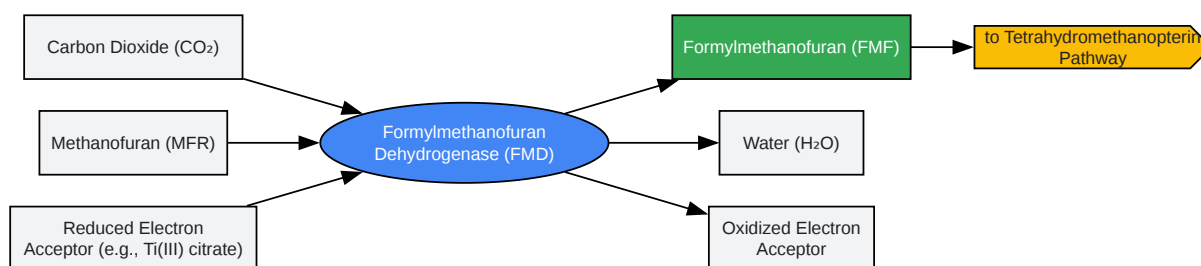 Carbon Dioxide (CO₂)
Formylmethanofuran (FMF)
to Tetrahydromethanopterin
Pathway
Methanofuran (MFR)
Formylmethanofuran
Dehydrogenase (FMD)
Water (H₂O)
Reduced Electron
Acceptor (e.g., Ti(III) citrate)
Oxidized Electron
Acceptor